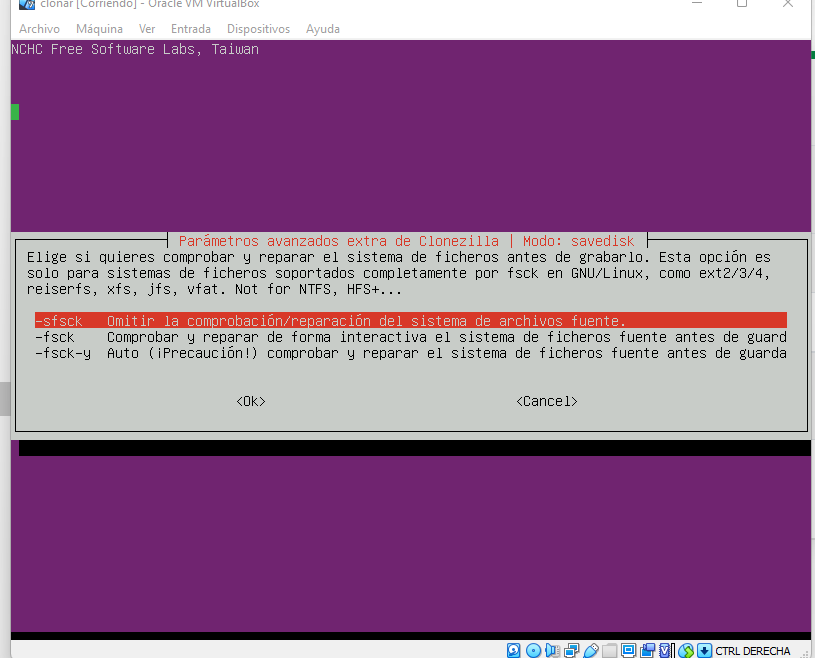 clonar [Corriendo] - Oracle VM VirtualBox
Archivo Máquina Ver Entrada Dispositivos Ayuda
NCHC Free Software Labs, Taiwan
Parámetros avanzados extra de Clonezilla | Modo: savedisk
Elige si quieres comprobar y reparar el sistema de ficheros antes de grabarlo. Esta opción es
solo para sistemas de ficheros soportados completamente por fsck en GNU/Linux, como ext2/3/4,
reiserfs, xfs, jfs, vfat. Not for NTFS, HFS+...
-sfsck Omitir la comprobación/reparación del sistema de archivos fuente.
-fsck Comprobar y reparar de forma interactiva el sistema de ficheros fuente antes de guard
-fsck-y Auto (¡Precaución!) comprobar y reparar el sistema de ficheros fuente antes de guarda
<Ok> <Cancel>
CTRL DERECHA